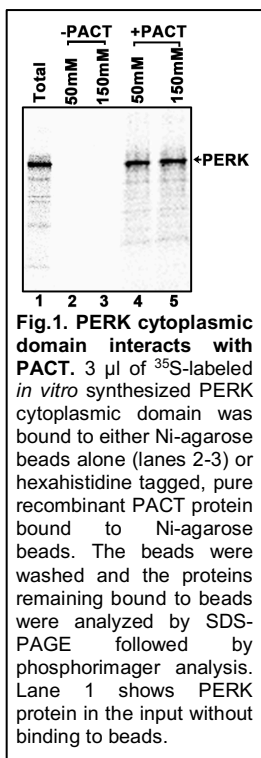 -PACT +PACT
Total 50mM 150mM 50mM 150mM
PERK
1 2 3 4 5
Fig.1. PERK cytoplasmic
domain interacts with
PACT. 3 µl of ³⁵S-labeled
in vitro synthesized PERK
cytoplasmic domain was
bound to either Ni-agarose
beads alone (lanes 2-3) or
hexahistidine tagged, pure
recombinant PACT protein
bound to Ni-agarose
beads. The beads were
washed and the proteins
remaining bound to beads
were analyzed by SDS-
PAGE followed by
phosphorimager analysis.
Lane 1 shows PERK
protein in the input without
binding to beads.